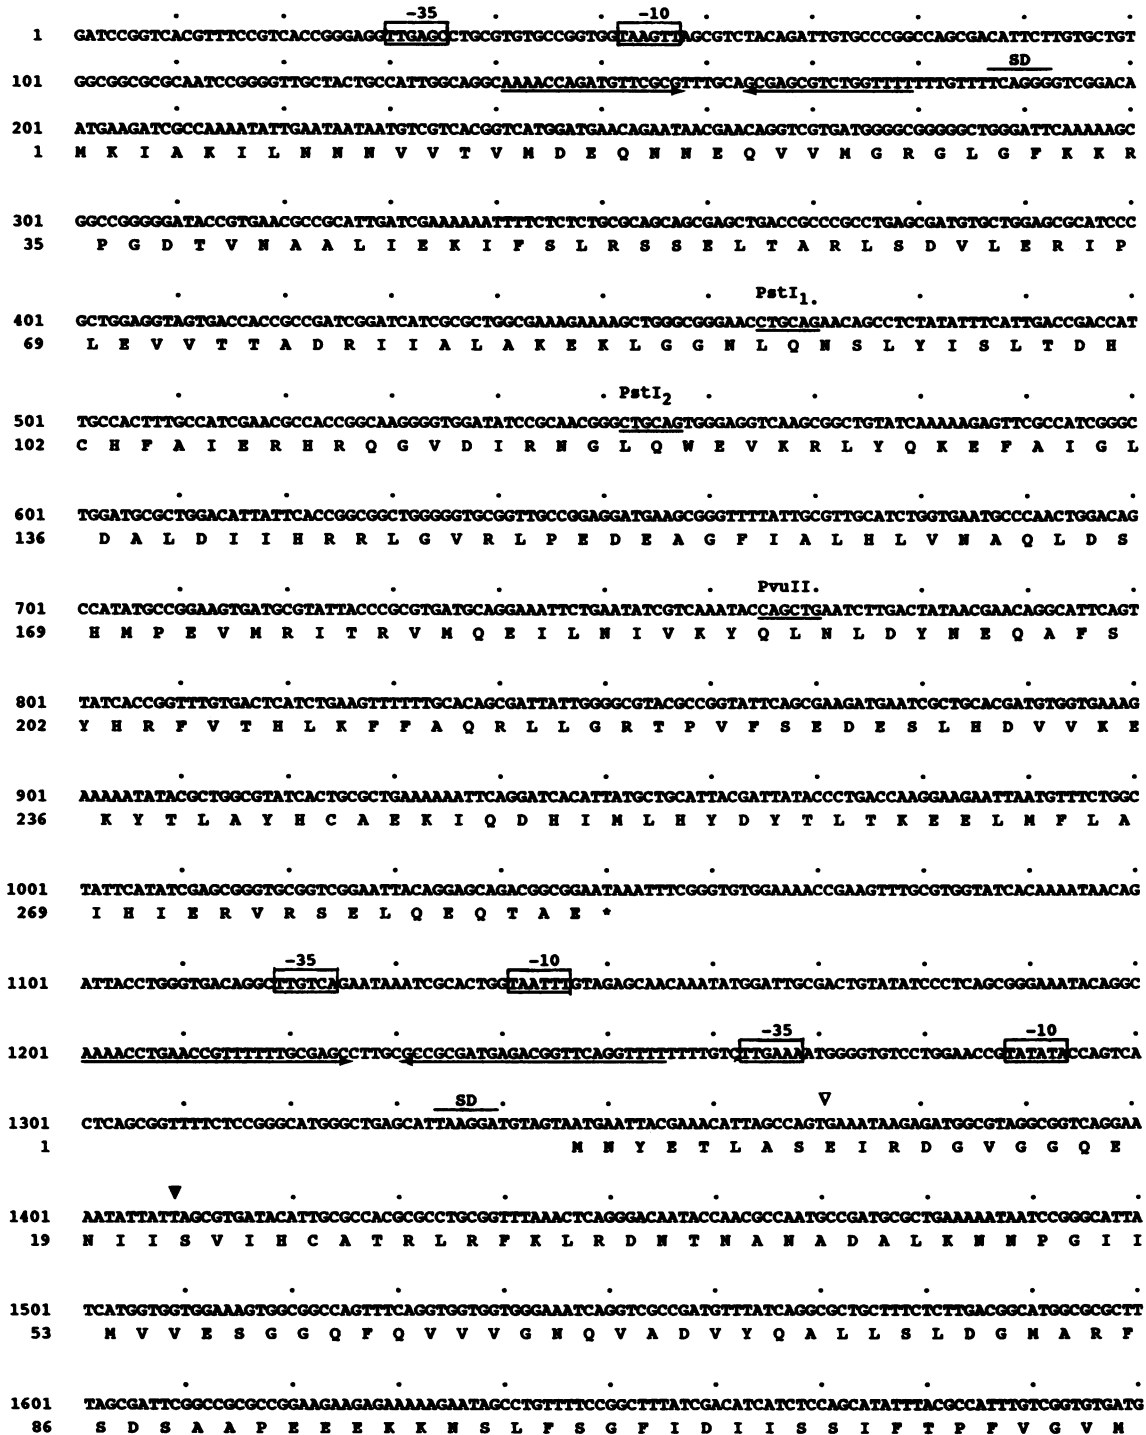 -35 -10
1 GATCCGGTCACGTTTCCGTCACCGGGAGGTTGAGCCTGCGTGTGCCGGTGGTAAGTTAGCGTCTACAGATTGTGCCCGGCCAGCGACATTCTTGTGCTGT
SD
101 GGCGGCGCGCAATCCGGGGTTGCTACTGCCATTGGCAGGCAAAACCAGATGTTCGCGTTTGCAGCGAGCGTCTGGTTTTTTTGTTTTCAGGGGTCGGACA
201 ATGAAGATCGCCAAAATATTGAATAATAATGTCGTCACGGTCATGGATGAACAGAATAACGAACAGGTCGTGATGGGGCGGGGGCTGGGATTCAAAAAGC
1 M K I A K I L N N N V V T V M D E Q N N E Q V V M G R G L G F K K R
301 GGCCGGGGGATACCGTGAACGCCGCATTGATCGAAAAAATTTTCTCTCTGCGCAGCAGCGAGCTGACCGCCCGCCTGAGCGATGTGCTGGAGCGCATCCC
35 P G D T V N A A L I E K I F S L R S S E L T A R L S D V L E R I P
PstI1
401 GCTGGAGGTAGTGACCACCGCCGATCGGATCATCGCGCTGGCGAAAGAAAAGCTGGGCGGGAACCTGCAGAACAGCCTCTATATTTCATTGACCGACCAT
69 L E V V T T A D R I I A L A K E K L G G N L Q N S L Y I S L T D H
PstI2
501 TGCCACTTTGCCATCGAACGCCACCGGCAAGGGGTGGATATCCGCAACGGGCTGCAGTGGGAGGTCAAGCGGCTGTATCAAAAAGAGTTCGCCATCGGGC
102 C H F A I E R H R Q G V D I R N G L Q W E V K R L Y Q K E F A I G L
601 TGGATGCGCTGGACATTATTCACCGGCGGCTGGGGGTGCGGTTGCCGGAGGATGAAGCGGGTTTTATTGCGTTGCATCTGGTGAATGCCCAACTGGACAG
136 D A L D I I H R R L G V R L P E D E A G F I A L H L V N A Q L D S
PvuII
701 CCATATGCCGGAAGTGATGCGTATTACCCGCGTGATGCAGGAAATTCTGAATATCGTCAAATACCAGCTGAATCTTGACTATAACGAACAGGCATTCAGT
169 H M P E V M R I T R V M Q E I L N I V K Y Q L N L D Y N E Q A F S
801 TATCACCGGTTTGTGACTCATCTGAAGTTTTTTGCACAGCGATTATTGGGGCGTACGCCGGTATTCAGCGAAGATGAATCGCTGCACGATGTGGTGAAAG
202 Y H R F V T H L K F F A Q R L L G R T P V F S E D E S L H D V V K E
901 AAAAATATACGCTGGCGTATCACTGCGCTGAAAAAATTCAGGATCACATTATGCTGCATTACGATTATACCCTGACCAAGGAAGAATTAATGTTTCTGGC
236 K Y T L A Y H C A E K I Q D H I M L H Y D Y T L T K E E L M F L A
1001 TATTCATATCGAGCGGGTGCGGTCGGAATTACAGGAGCAGACGGCGGAATAAATTTCGGGTGTGGAAAACCGAAGTTTGCGTGGTATCACAAAATAACAG
269 I H I E R V R S E L Q E Q T A E *
-35 -10
1101 ATTACCTGGGTGACAGGCTTGTCAGAATAAATCGCACTGGTAATTTGTAGAGCAACAAATATGGATTGCGACTGTATATCCCTCAGCGGGAAATACAGGC
-35 -10
1201 AAAACCTGAACCGTTTTTTGCGAGCCTTGCGCCGCGATGAGACGGTTCAGGTTTTTTTTGTCTTGAAAATGGGGTGTCCTGGAACCGTATATACCAGTCA
SD
1301 CTCAGCGGTTTTCTCCGGGCATGGGCTGAGCATTAAGGATGTAGTAATGAATTACGAAACATTAGCCAGTGAAATAAGAGATGGCGTAGGCGGTCAGGAA
1 M N Y E T L A S E I R D G V G G Q E
1401 AATATTATTAGCGTGATACATTGCGCCACGCGCCTGCGGTTTAAACTCAGGGACAATACCAACGCCAATGCCGATGCGCTGAAAAATAATCCGGGCATTA
19 N I I S V I H C A T R L R F K L R D N T N A N A D A L K N N P G I I
1501 TCATGGTGGTGGAAAGTGGCGGCCAGTTTCAGGTGGTGGTGGGAAATCAGGTCGCCGATGTTTATCAGGCGCTGCTTTCTCTTGACGGCATGGCGCGCTT
53 M V V E S G G Q F Q V V V G N Q V A D V Y Q A L L S L D G M A R F
1601 TAGCGATTCGGCCGCGCCGGAAGAAGAGAAAAAGAATAGCCTGTTTTCCGGCTTTATCGACATCATCTCCAGCATATTTACGCCATTTGTCGGTGTGATG
86 S D S A A P E E E K K N S L F S G F I D I I S S I F T P F V G V M